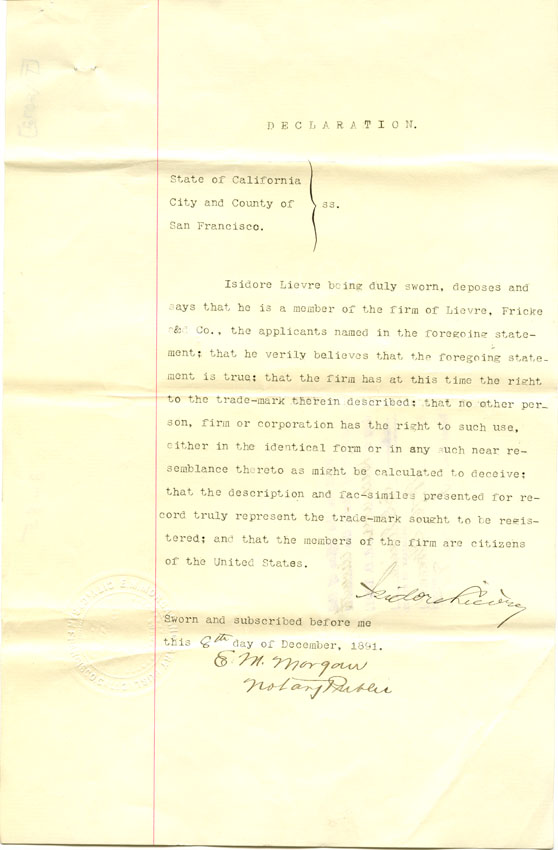 DECLARATION.
State of California
City and County of ss.
San Francisco.
Isidore Lievre being duly sworn, deposes and
says that he is a member of the firm of Lievre, Fricke
and Co., the applicants named in the foregoing state-
ment; that he verily believes that the foregoing state-
ment is true; that the firm has at this time the right
to the trade-mark therein described; that no other per-
son, firm or corporation has the right to such use,
either in the identical form or in any such near re-
semblance thereto as might be calculated to deceive;
that the description and fac-similes presented for re-
cord truly represent the trade-mark sought to be regis-
tered; and that the members of the firm are citizens
of the United States.
Isidore Lievre
Sworn and subscribed before me
this 8th day of December, 1891.
E. M. Morgan
Notary Public